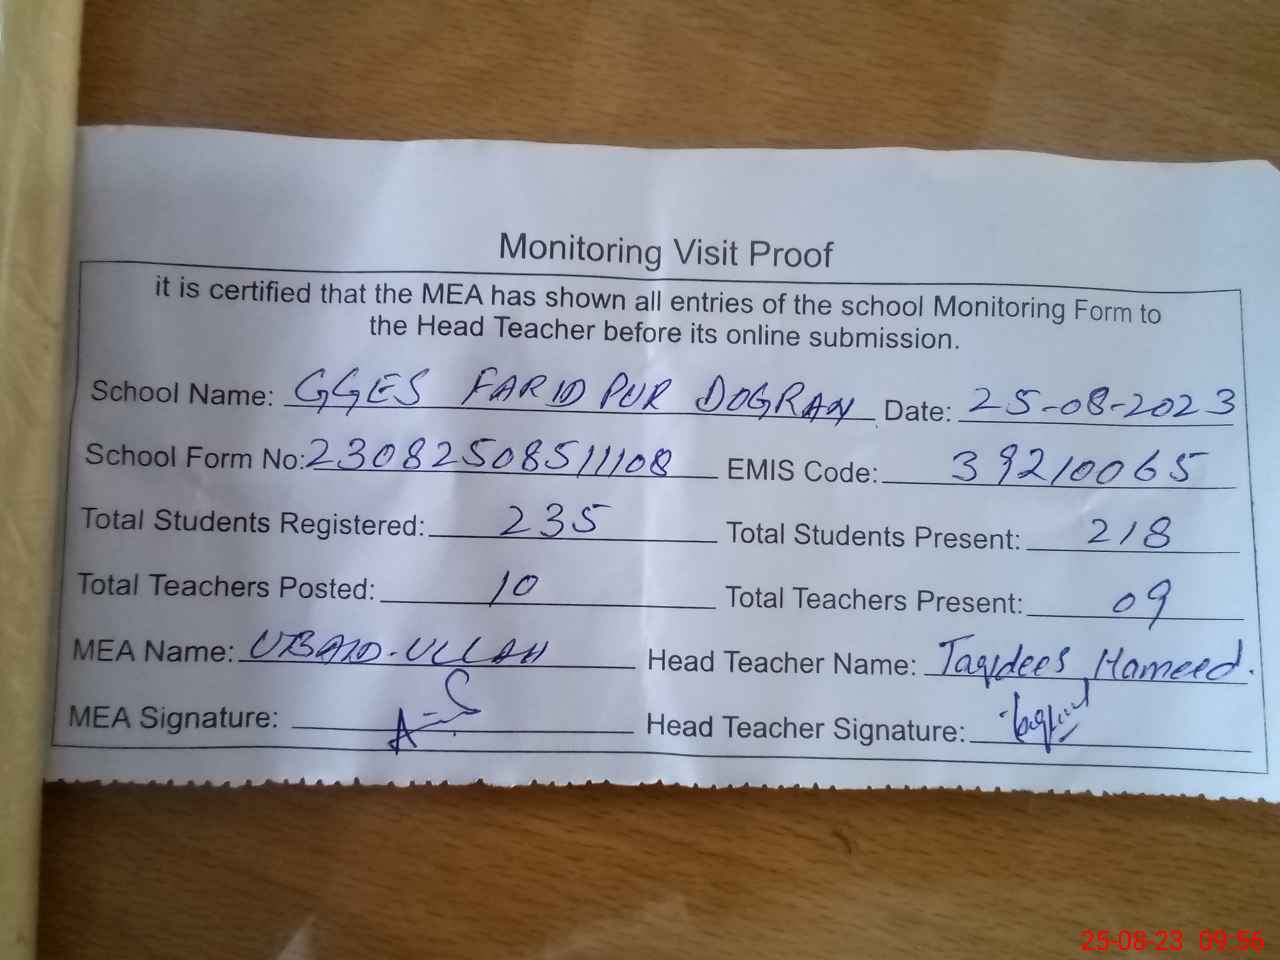 Monitoring Visit Proof
it is certified that the MEA has shown all entries of the school Monitoring Form to
the Head Teacher before its online submission.
School Name: GGES FARID PUR DOGRAN Date: 25-08-2023
School Form No: 23082508511108 EMIS Code: 39210065
Total Students Registered: 235 Total Students Present: 218
Total Teachers Posted: 10 Total Teachers Present: 09
MEA Name: UBAID-ULLAH Head Teacher Name: Taqdees Hameed.
MEA Signature: Head Teacher Signature:
25-08-23 09:56